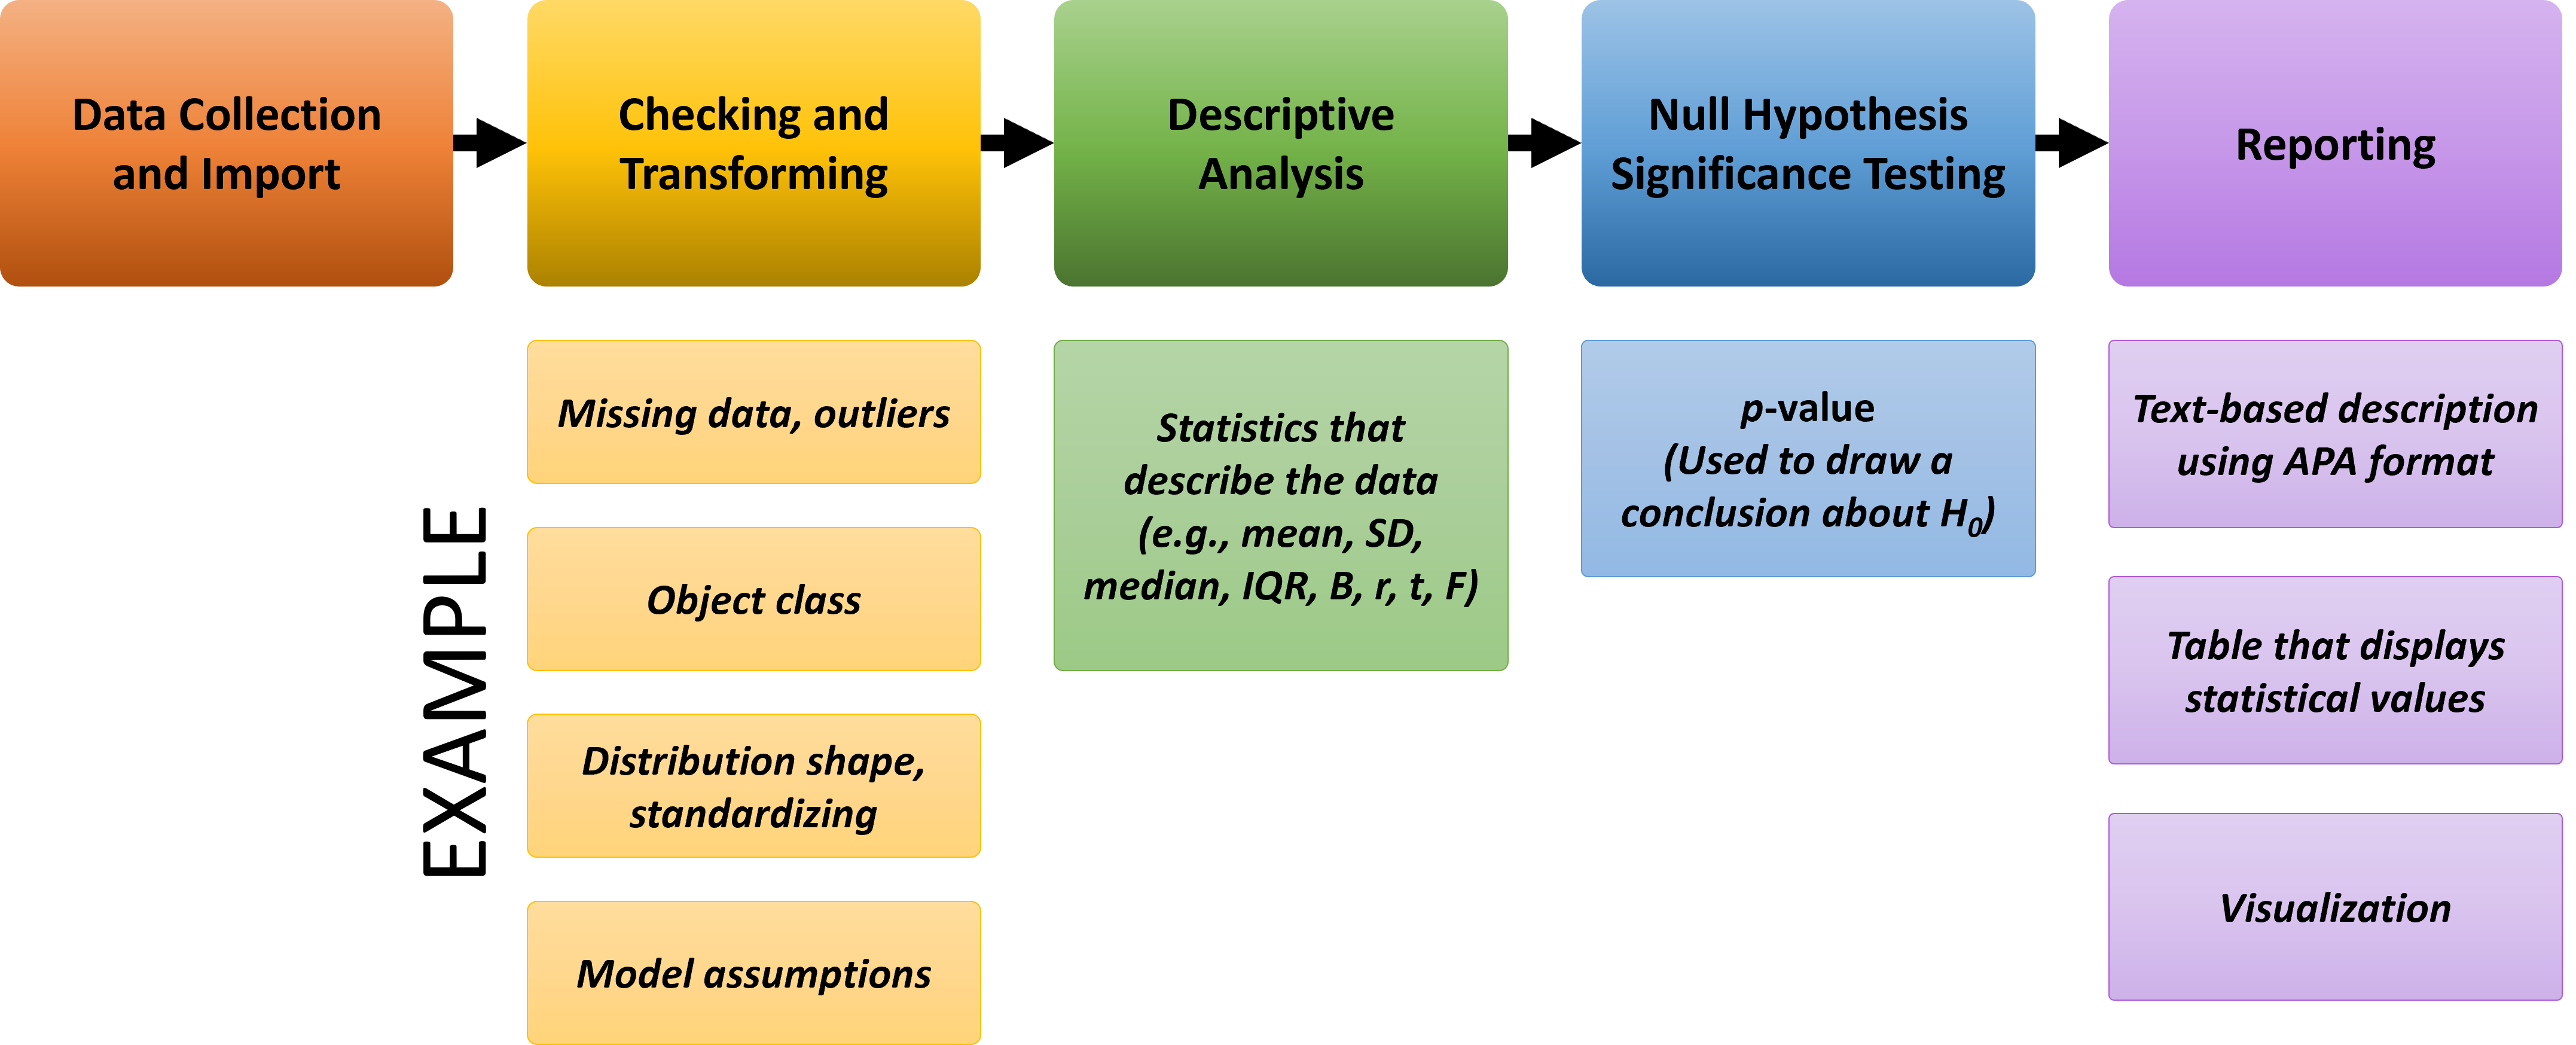 Data Collection
and Import
Checking and
Transforming
Descriptive
Analysis
Null Hypothesis
Significance Testing
Reporting
EXAMPLE
Missing data, outliers
Object class
Distribution shape,
standardizing
Model assumptions
Statistics that
describe the data
(e.g., mean, SD,
median, IQR, B, r, t, F)
p-value
(Used to draw a
conclusion about H₀)
Text-based description
using APA format
Table that displays
statistical values
Visualization